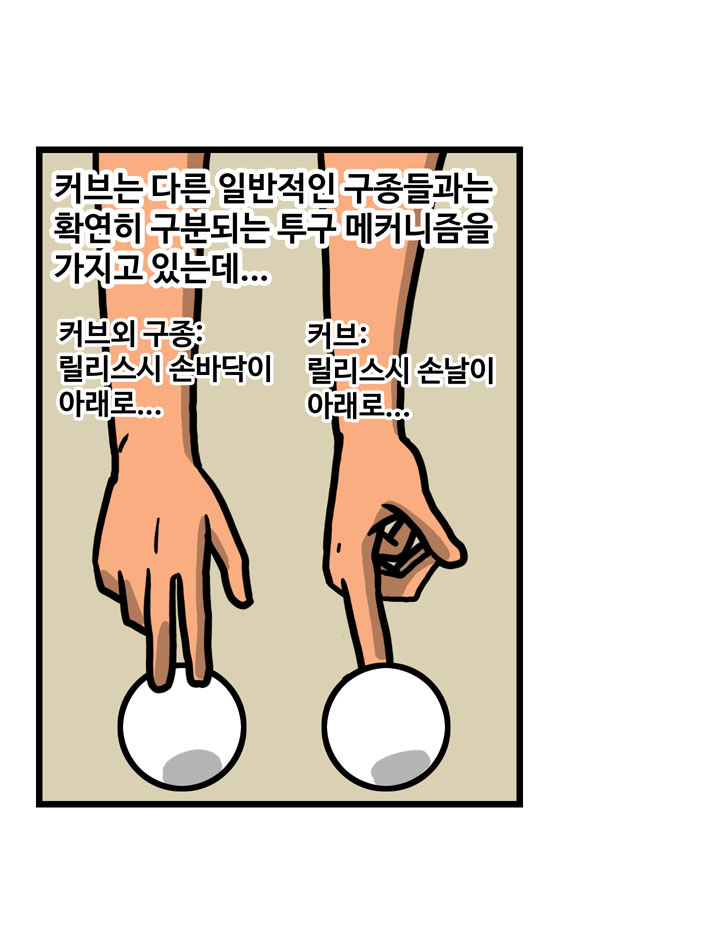 커브는 다른 일반적인 구종들과는
확연히 구분되는 투구 메커니즘을
가지고 있는데...
커브외 구종:
릴리스시 손바닥이
아래로...
커브:
릴리스시 손날이
아래로...